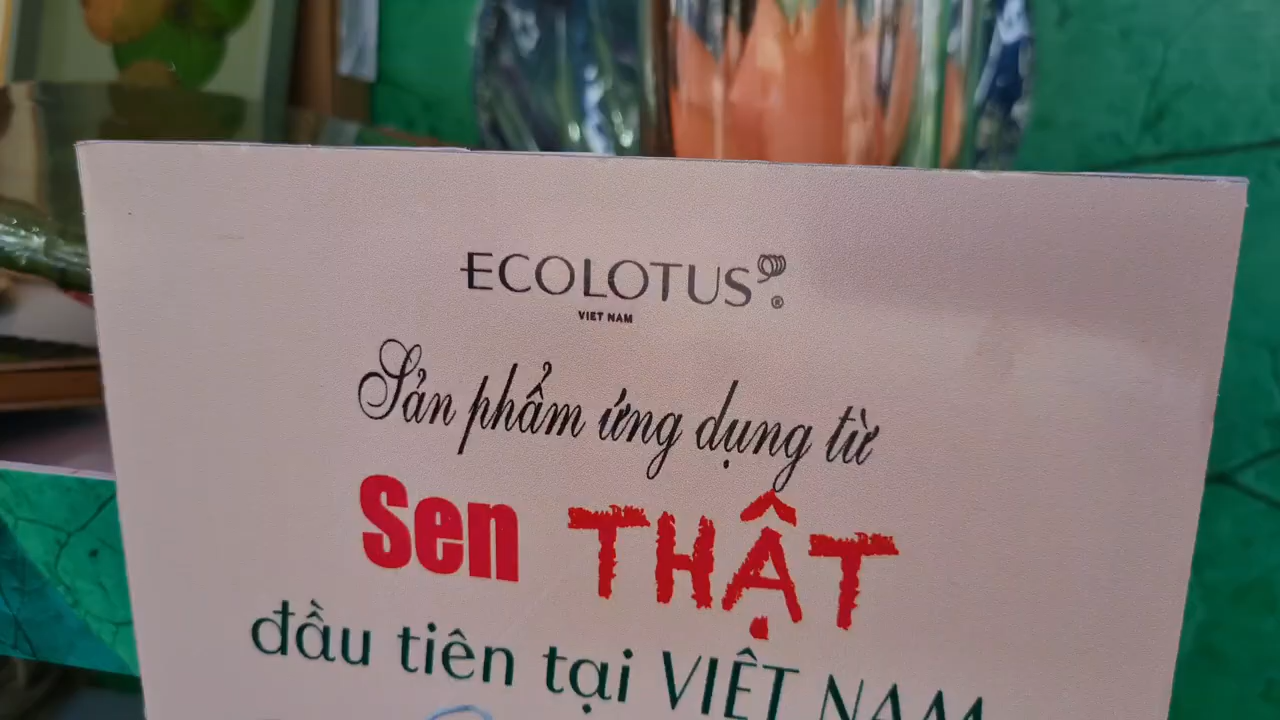 ECOLOTUS®
VIET NAM
Sản phẩm ứng dụng từ
Sen THẬT
đầu tiên tại VIỆT NAM